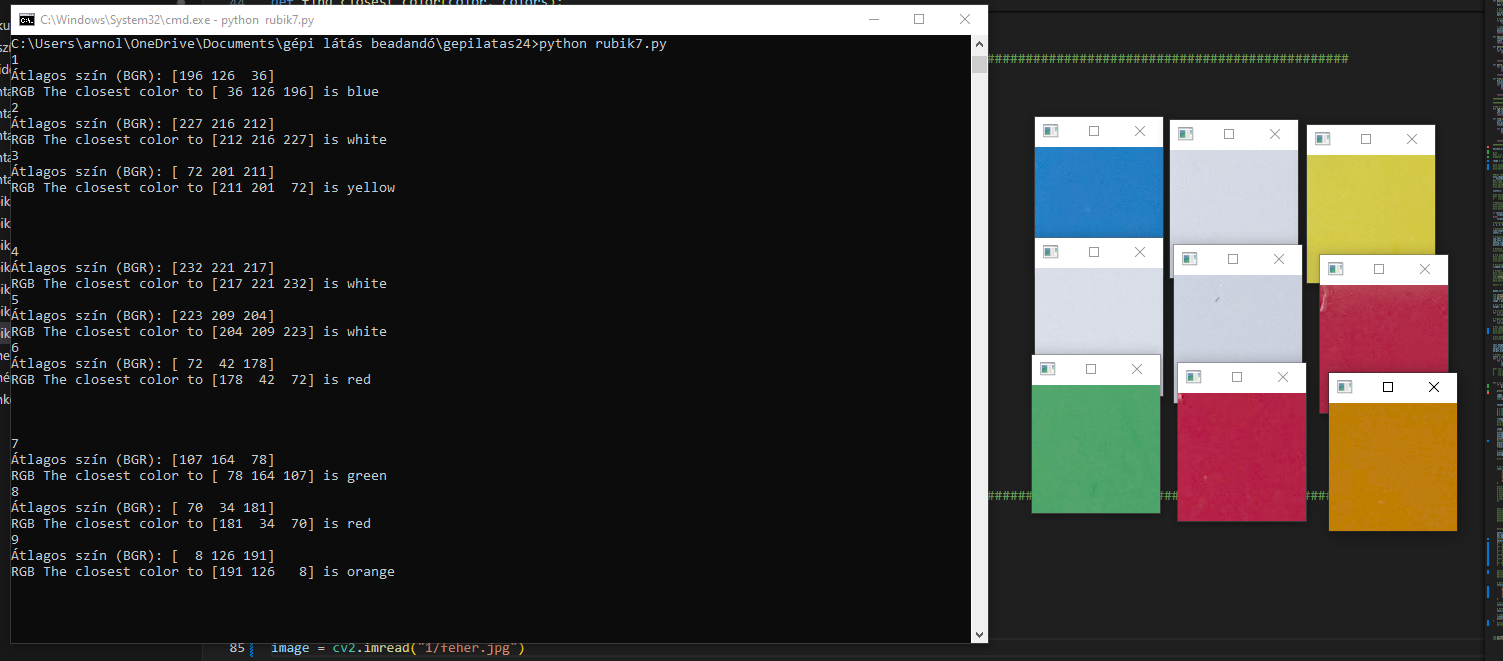 C:\Windows\System32\cmd.exe - python  rubik7.py
C:\Users\arnol\OneDrive\Documents\gépi látás beadandó\gepilatas24>python rubik7.py
1
Átlagos szín (BGR): [196 126  36]
RGB The closest color to [ 36 126 196] is blue
2
Átlagos szín (BGR): [227 216 212]
RGB The closest color to [212 216 227] is white
3
Átlagos szín (BGR): [ 72 201 211]
RGB The closest color to [211 201  72] is yellow
4
Átlagos szín (BGR): [232 221 217]
RGB The closest color to [217 221 232] is white
5
Átlagos szín (BGR): [223 209 204]
RGB The closest color to [204 209 223] is white
6
Átlagos szín (BGR): [ 72  42 178]
RGB The closest color to [178  42  72] is red
7
Átlagos szín (BGR): [107 164  78]
RGB The closest color to [ 78 164 107] is green
8
Átlagos szín (BGR): [ 70  34 181]
RGB The closest color to [181  34  70] is red
9
Átlagos szín (BGR): [  8 126 191]
RGB The closest color to [191 126   8] is orange
85 image = cv2.imread("1/feher.jpg")